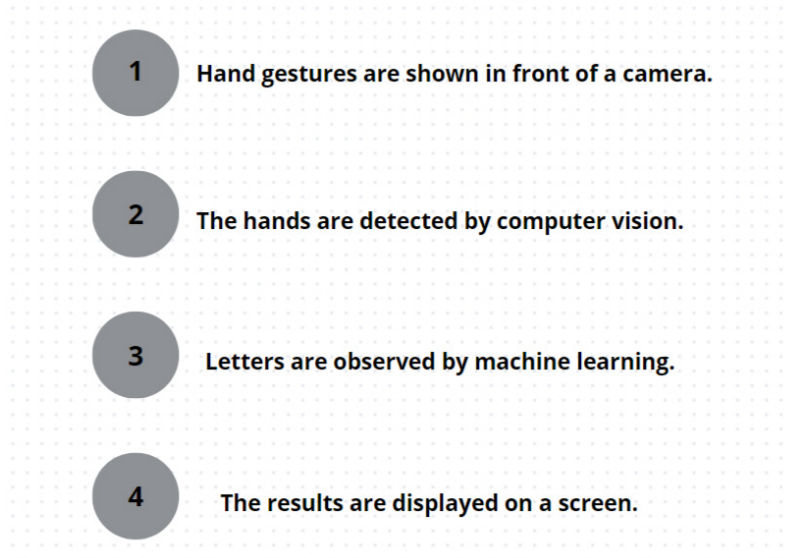 1 Hand gestures are shown in front of a camera.
2 The hands are detected by computer vision.
3 Letters are observed by machine learning.
4 The results are displayed on a screen.